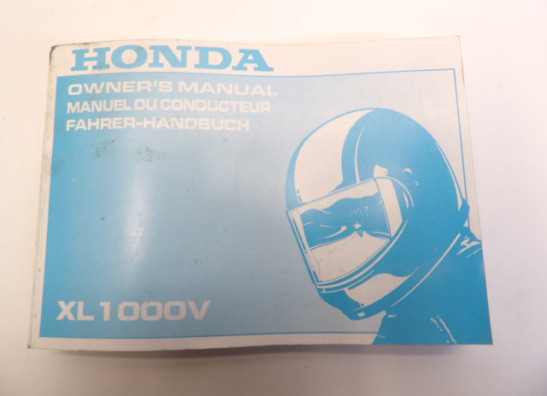 HONDA
OWNER'S MANUAL
MANUEL DU CONDUCTEUR
FAHRER-HANDBUCH
XL1000V